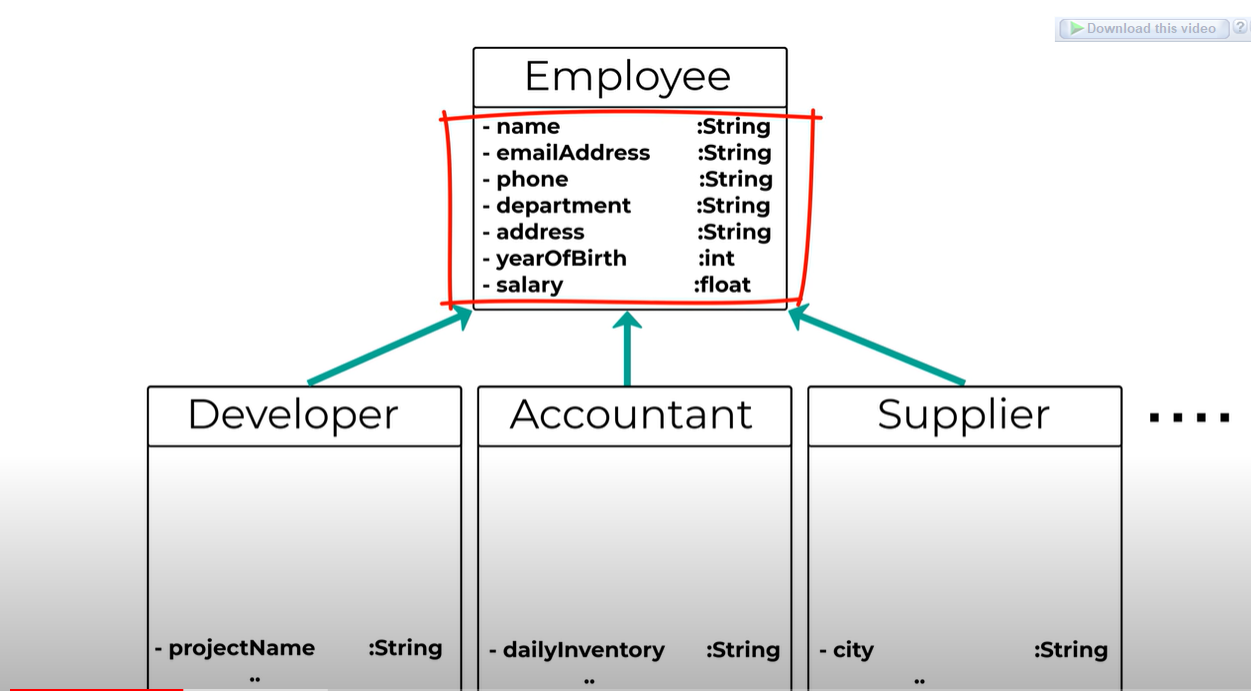 Download this video ?
Employee
- name :String
- emailAddress :String
- phone :String
- department :String
- address :String
- yearOfBirth :int
- salary :float
Developer
Accountant
Supplier
....
- projectName :String
..
- dailyInventory :String
..
- city :String
..